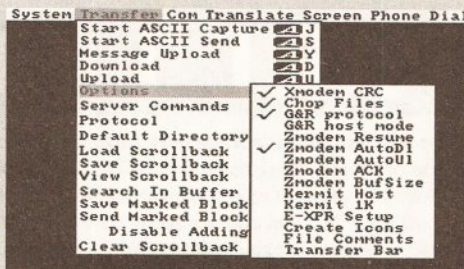 System Transfer Com Translate Screen Phone Dial
Start ASCII Capture A J
Start ASCII Send A S
Message Upload A Y
Download A D
Upload A U
Options
Server Commands
Protocol
Default Directory
Load Scrollback
Save Scrollback
View Scrollback
Search In Buffer
Save Marked Block
Send Marked Block
Disable Adding
Clear Scrollback
✓ Xmodem CRC
✓ Chop Files
✓ G&R protocol
G&R host mode
Zmodem Resume
✓ Zmodem AutoDl
Zmodem AutoUl
Zmodem ACK
Zmodem BufSize
Kermit Host
Kermit 1K
E-XPR Setup
Create Icons
File Comments
Transfer Bar